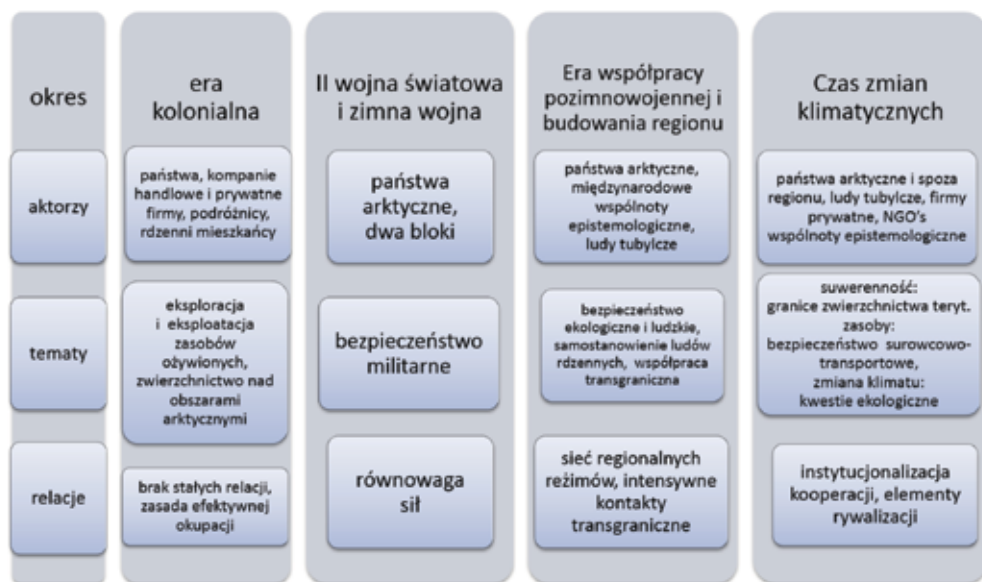 okres
era
kolonialna
II wojna światowa
i zimna wojna
Era współpracy
pozimnowojennej i
budowania regionu
Czas zmian
klimatycznych
aktorzy
państwa, kompanie
handlowe i prywatne
firmy, podróżnicy,
rdzenni mieszkańcy
państwa
arktyczne,
dwa bloki
państwa arktyczne,
międzynarodowe
wspólnoty
epistemologiczne,
ludy tubylcze
państwa arktyczne i spoza
regionu, ludy tubylcze, firmy
prywatne, NGO's
wspólnoty epistemologiczne
tematy
eksploracja
i eksploatacja
zasobów
ożywionych,
zwierzchnictwo nad
obszarami
arktycznymi
bezpieczeństwo
militarne
bezpieczeństwo
ekologiczne i ludzkie,
samostanowienie ludów
rdzennych, współpraca
transgraniczna
suwerenność:
granice zwierzchnictwa teryt.
zasoby:
bezpieczeństwo surowcowo-
transportowe,
zmiana klimatu:
kwestie ekologiczne
relacje
brak stałych relacji,
zasada efektywnej
okupacji
równowaga
sił
sieć regionalnych
reżimów, intensywne
kontakty
transgraniczne
instytucjonalizacja
kooperacji, elementy
rywalizacji